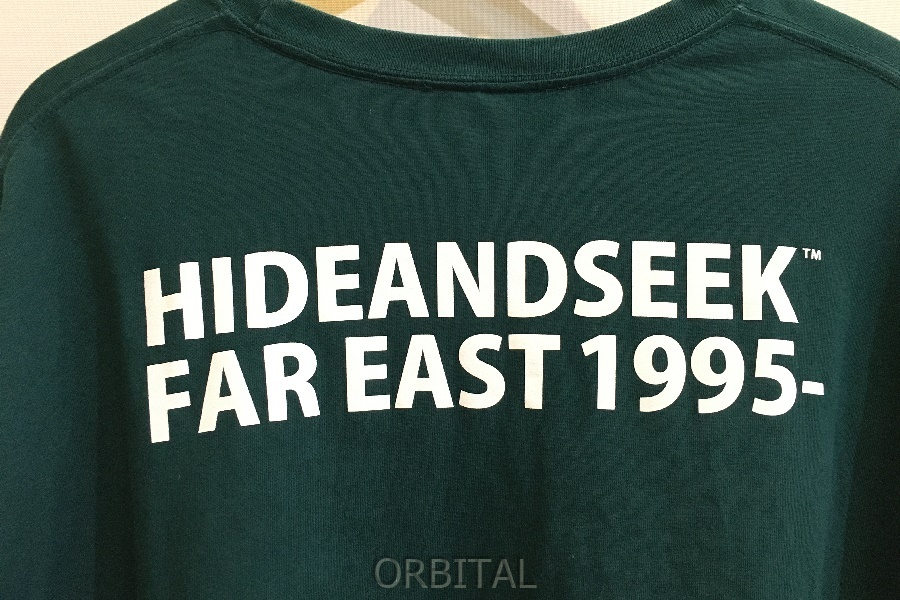 HIDEANDSEEK™
FAR EAST 1995-
ORBITAL